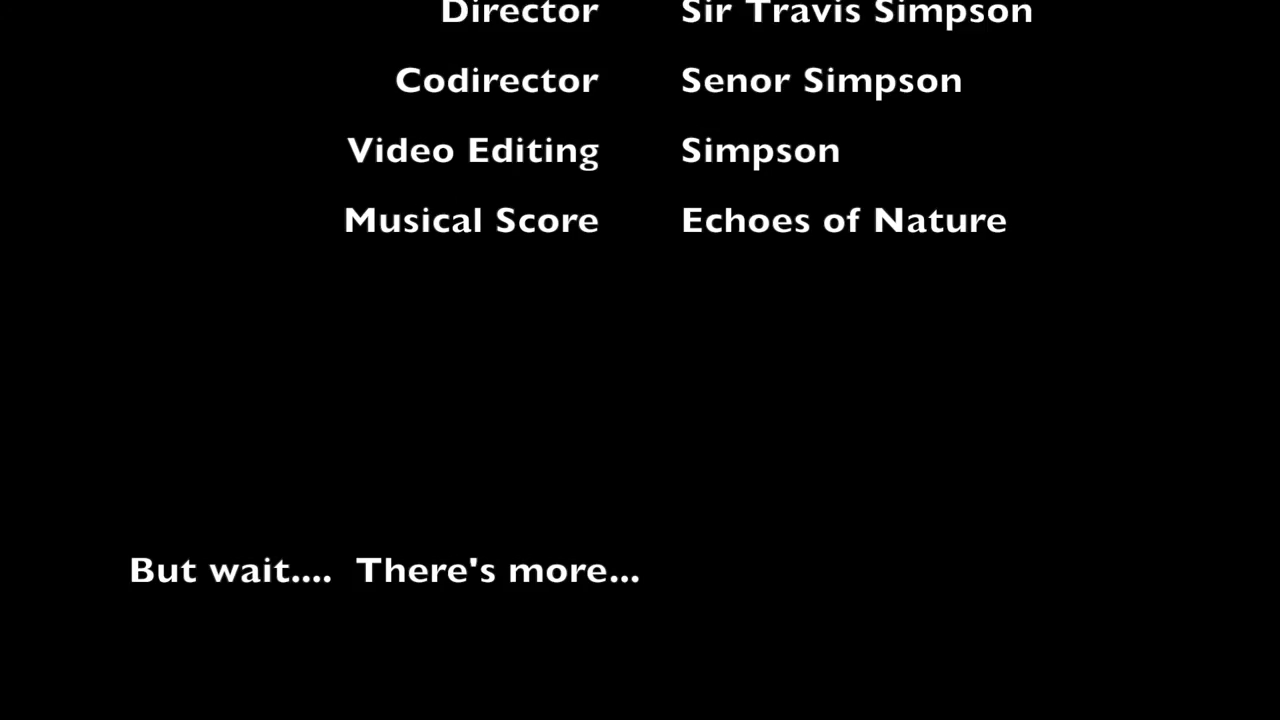 Director Sir Travis Simpson
Codirector Senor Simpson
Video Editing Simpson
Musical Score Echoes of Nature
But wait.... There's more...